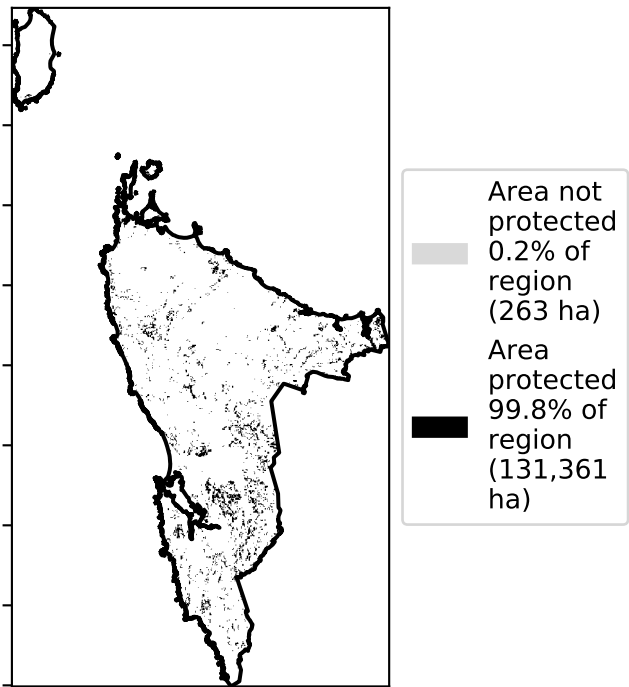 Area not
protected
0.2% of
region
(263 ha)
Area
protected
99.8% of
region
(131,361
ha)